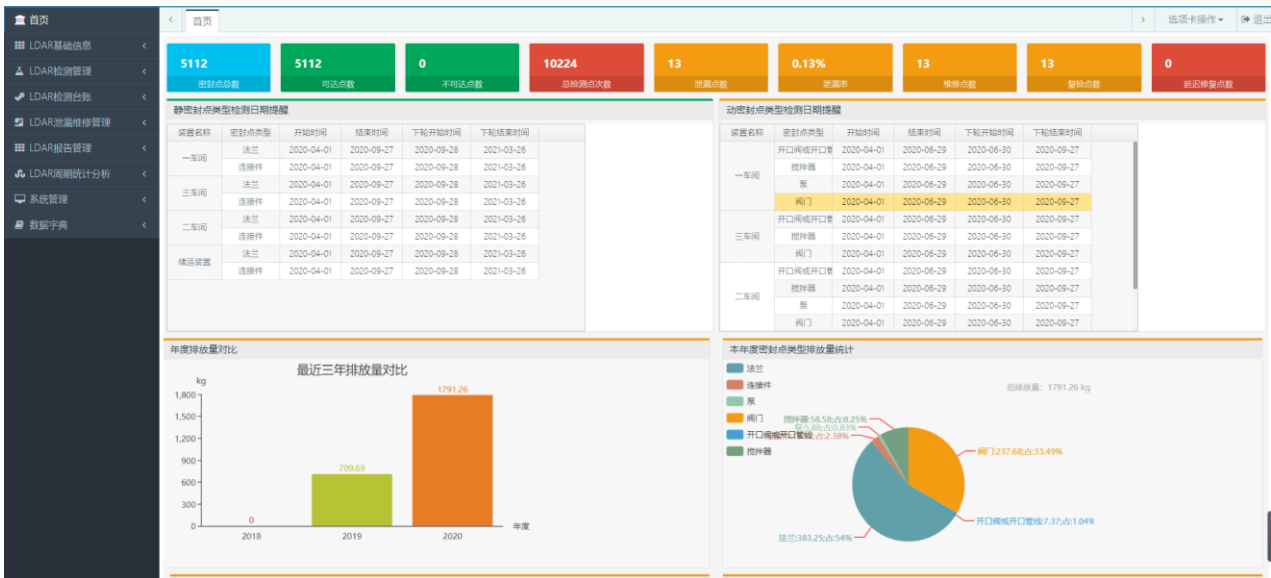 首页
LDAR基础信息
LDAR检测管理
LDAR检测台账
LDAR泄漏维修管理
LDAR报告管理
LDAR周期统计分析
系统管理
数据字典
首页
选项卡操作
退出
5112 5112 0 10224 13 0.13% 13 13 0
密封点总数 可达点数 不可达点数 总检测点次数 泄漏点数 泄漏率 维修点数 复检点数 延迟修复点数
静密封点类型检测日期提醒
装置名称 密封点类型 开始时间 结束时间 下轮开始时间 下轮结束时间
一车间 法兰 2020-04-01 2020-09-27 2020-09-28 2021-03-26
连接件 2020-04-01 2020-09-27 2020-09-28 2021-03-26
三车间 法兰 2020-04-01 2020-09-27 2020-09-28 2021-03-26
连接件 2020-04-01 2020-09-27 2020-09-28 2021-03-26
二车间 法兰 2020-04-01 2020-09-27 2020-09-28 2021-03-26
连接件 2020-04-01 2020-09-27 2020-09-28 2021-03-26
储运装置 法兰 2020-04-01 2020-09-27 2020-09-28 2021-03-26
连接件 2020-04-01 2020-09-27 2020-09-28 2021-03-26
动密封点类型检测日期提醒
装置名称 密封点类型 开始时间 结束时间 下轮开始时间 下轮结束时间
一车间 开口阀或开口管 2020-04-01 2020-06-29 2020-06-30 2020-09-27
搅拌器 2020-04-01 2020-06-29 2020-06-30 2020-09-27
泵 2020-04-01 2020-06-29 2020-06-30 2020-09-27
阀门 2020-04-01 2020-06-29 2020-06-30 2020-09-27
三车间 开口阀或开口管 2020-04-01 2020-06-29 2020-06-30 2020-09-27
搅拌器 2020-04-01 2020-06-29 2020-06-30 2020-09-27
阀门 2020-04-01 2020-06-29 2020-06-30 2020-09-27
二车间 开口阀或开口管 2020-04-01 2020-06-29 2020-06-30 2020-09-27
搅拌器 2020-04-01 2020-06-29 2020-06-30 2020-09-27
泵 2020-04-01 2020-06-29 2020-06-30 2020-09-27
阀门 2020-04-01 2020-06-29 2020-06-30 2020-09-27
年度排放量对比
最近三年排放量对比
kg
1,800
1,500
1,200
900
600
300
0
0
709.69
1791.26
2018 2019 2020
年度
本年度密封点类型排放量统计
法兰
连接件
泵
阀门
开口阀或开口管线
搅拌器
总排放量：1791.26 kg
搅拌器:58.58;占:8.25%
泵:5.88;占:0.83%
占:2.38%
阀门:237.68;占:33.49%
开口阀或开口管线:7.37;占:1.04%
法兰:383.25;占:54%